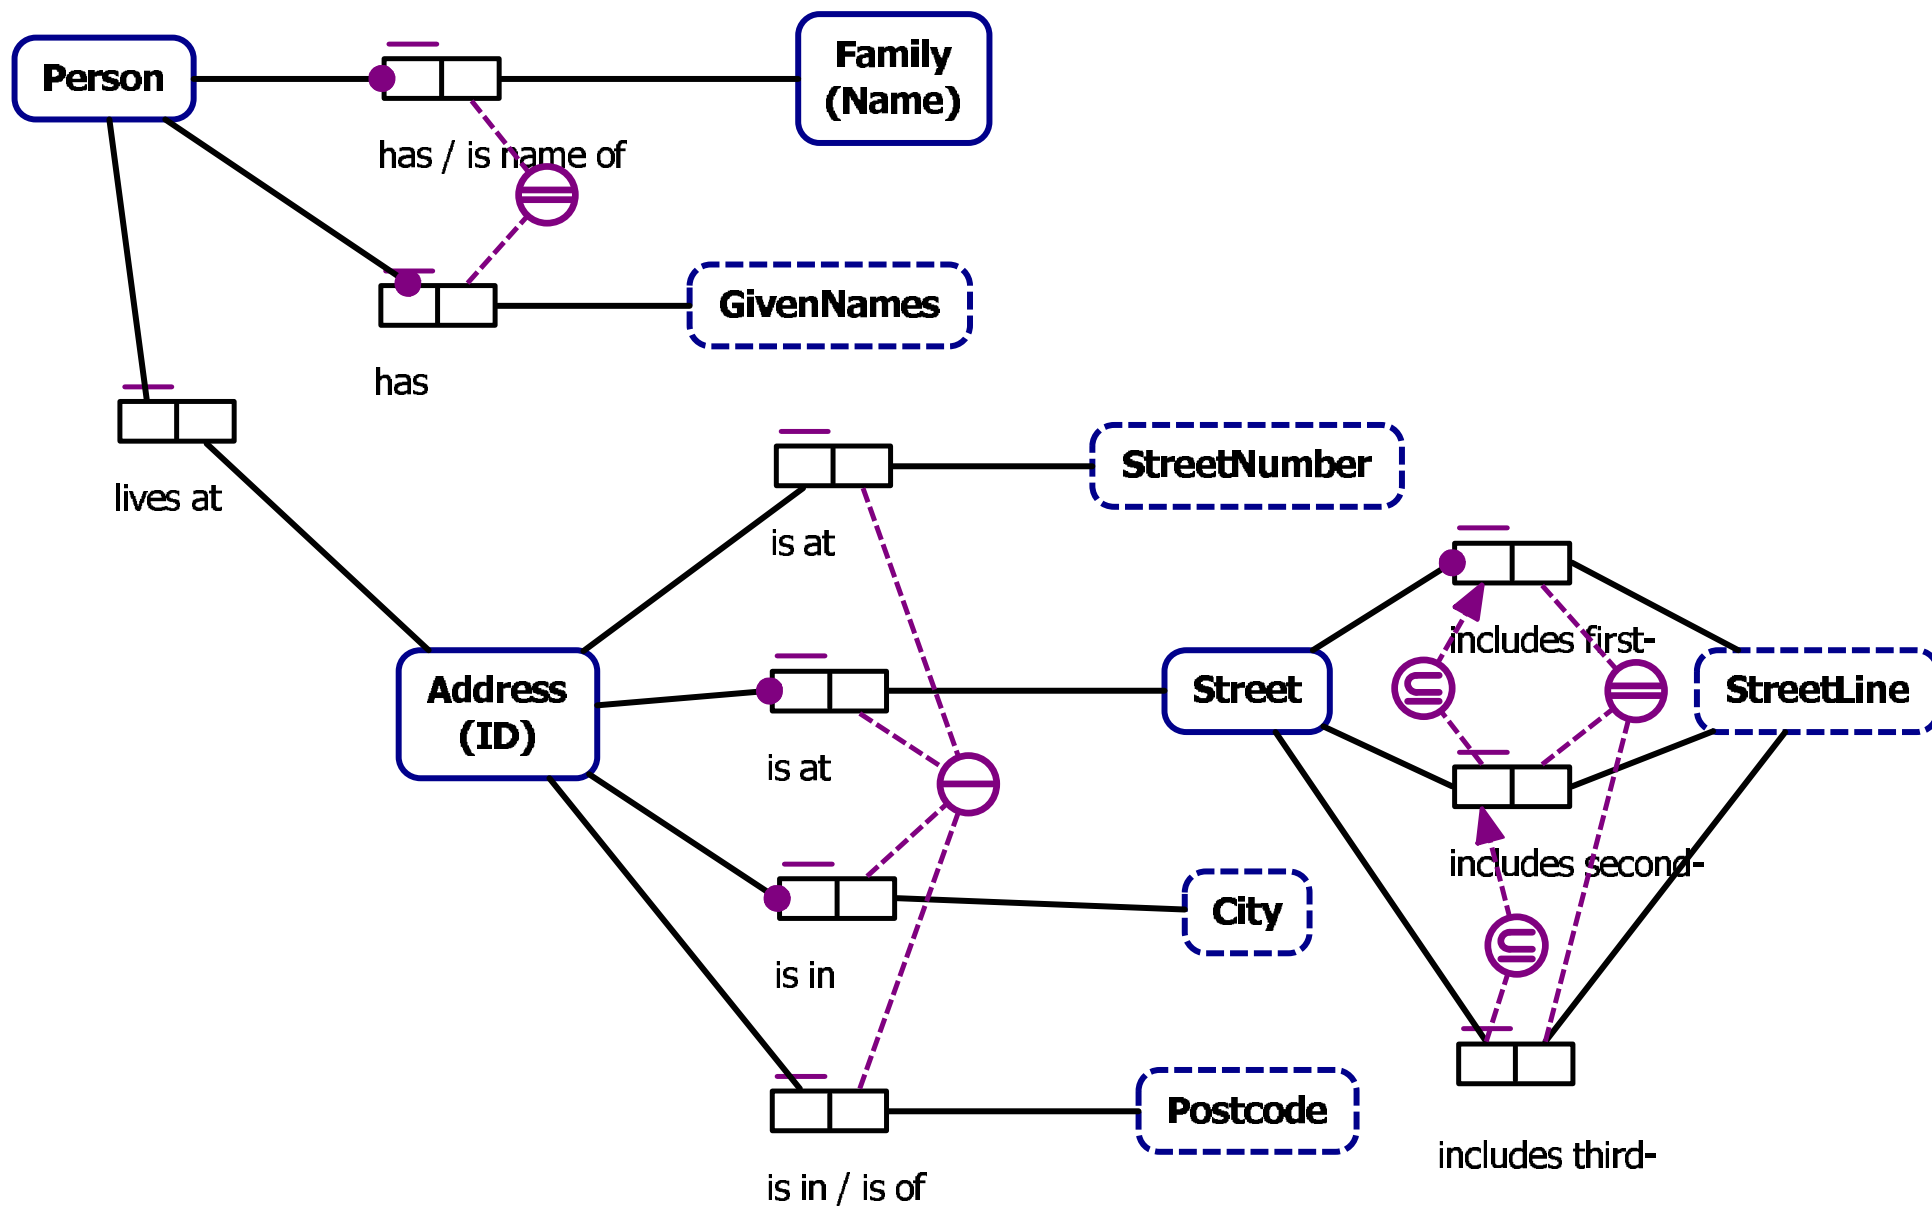 Person
Family
(Name)
has / is name of
GivenNames
has
lives at
StreetNumber
is at
includes first-
Address
(ID)
Street
StreetLine
is at
includes second-
City
is in
Postcode
includes third-
is in / is of